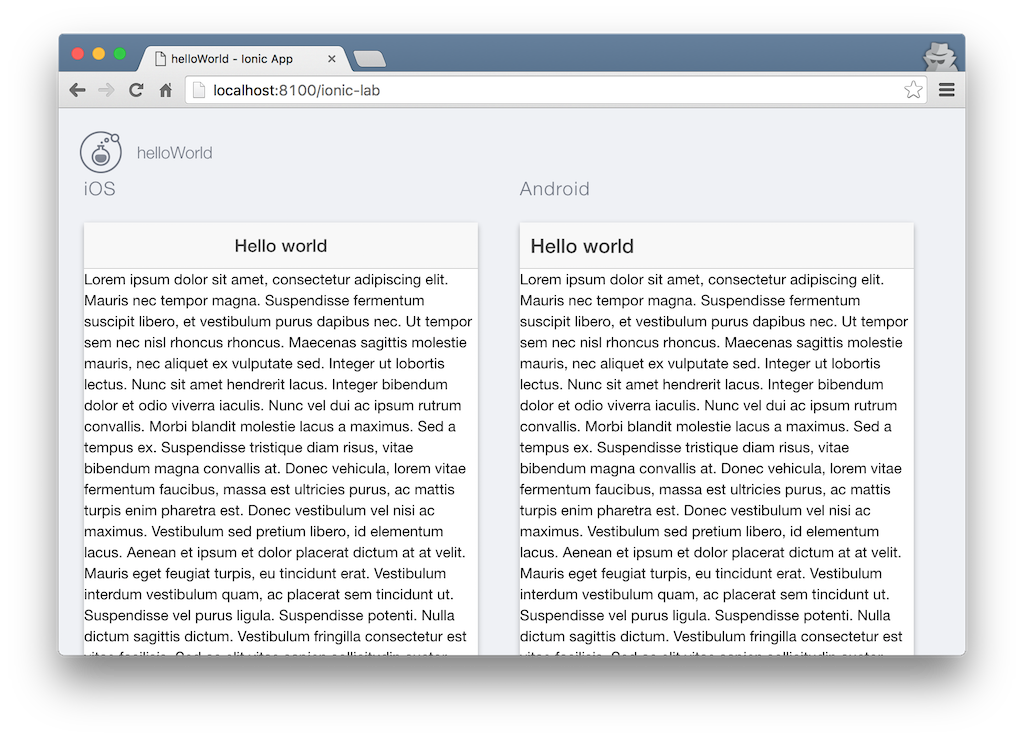 helloWorld - Ionic App
localhost:8100/ionic-lab
helloWorld
iOS
Hello world
Lorem ipsum dolor sit amet, consectetur adipiscing elit.
Mauris nec tempor magna. Suspendisse fermentum
suscipit libero, et vestibulum purus dapibus nec. Ut tempor
sem nec nisl rhoncus rhoncus. Maecenas sagittis molestie
mauris, nec aliquet ex vulputate sed. Integer ut lobortis
lectus. Nunc sit amet hendrerit lacus. Integer bibendum
dolor et odio viverra iaculis. Nunc vel dui ac ipsum rutrum
convallis. Morbi blandit molestie lacus a maximus. Sed a
tempus ex. Suspendisse tristique diam risus, vitae
bibendum magna convallis at. Donec vehicula, lorem vitae
fermentum faucibus, massa est ultricies purus, ac mattis
turpis enim pharetra est. Donec vestibulum vel nisi ac
maximus. Vestibulum sed pretium libero, id elementum
lacus. Aenean et ipsum et dolor placerat dictum at at velit.
Mauris eget feugiat turpis, eu tincidunt erat. Vestibulum
interdum vestibulum quam, ac placerat sem tincidunt ut.
Suspendisse vel purus ligula. Suspendisse potenti. Nulla
dictum sagittis dictum. Vestibulum fringilla consectetur est
Android
Hello world
Lorem ipsum dolor sit amet, consectetur adipiscing elit.
Mauris nec tempor magna. Suspendisse fermentum
suscipit libero, et vestibulum purus dapibus nec. Ut tempor
sem nec nisl rhoncus rhoncus. Maecenas sagittis molestie
mauris, nec aliquet ex vulputate sed. Integer ut lobortis
lectus. Nunc sit amet hendrerit lacus. Integer bibendum
dolor et odio viverra iaculis. Nunc vel dui ac ipsum rutrum
convallis. Morbi blandit molestie lacus a maximus. Sed a
tempus ex. Suspendisse tristique diam risus, vitae
bibendum magna convallis at. Donec vehicula, lorem vitae
fermentum faucibus, massa est ultricies purus, ac mattis
turpis enim pharetra est. Donec vestibulum vel nisi ac
maximus. Vestibulum sed pretium libero, id elementum
lacus. Aenean et ipsum et dolor placerat dictum at at velit.
Mauris eget feugiat turpis, eu tincidunt erat. Vestibulum
interdum vestibulum quam, ac placerat sem tincidunt ut.
Suspendisse vel purus ligula. Suspendisse potenti. Nulla
dictum sagittis dictum. Vestibulum fringilla consectetur est